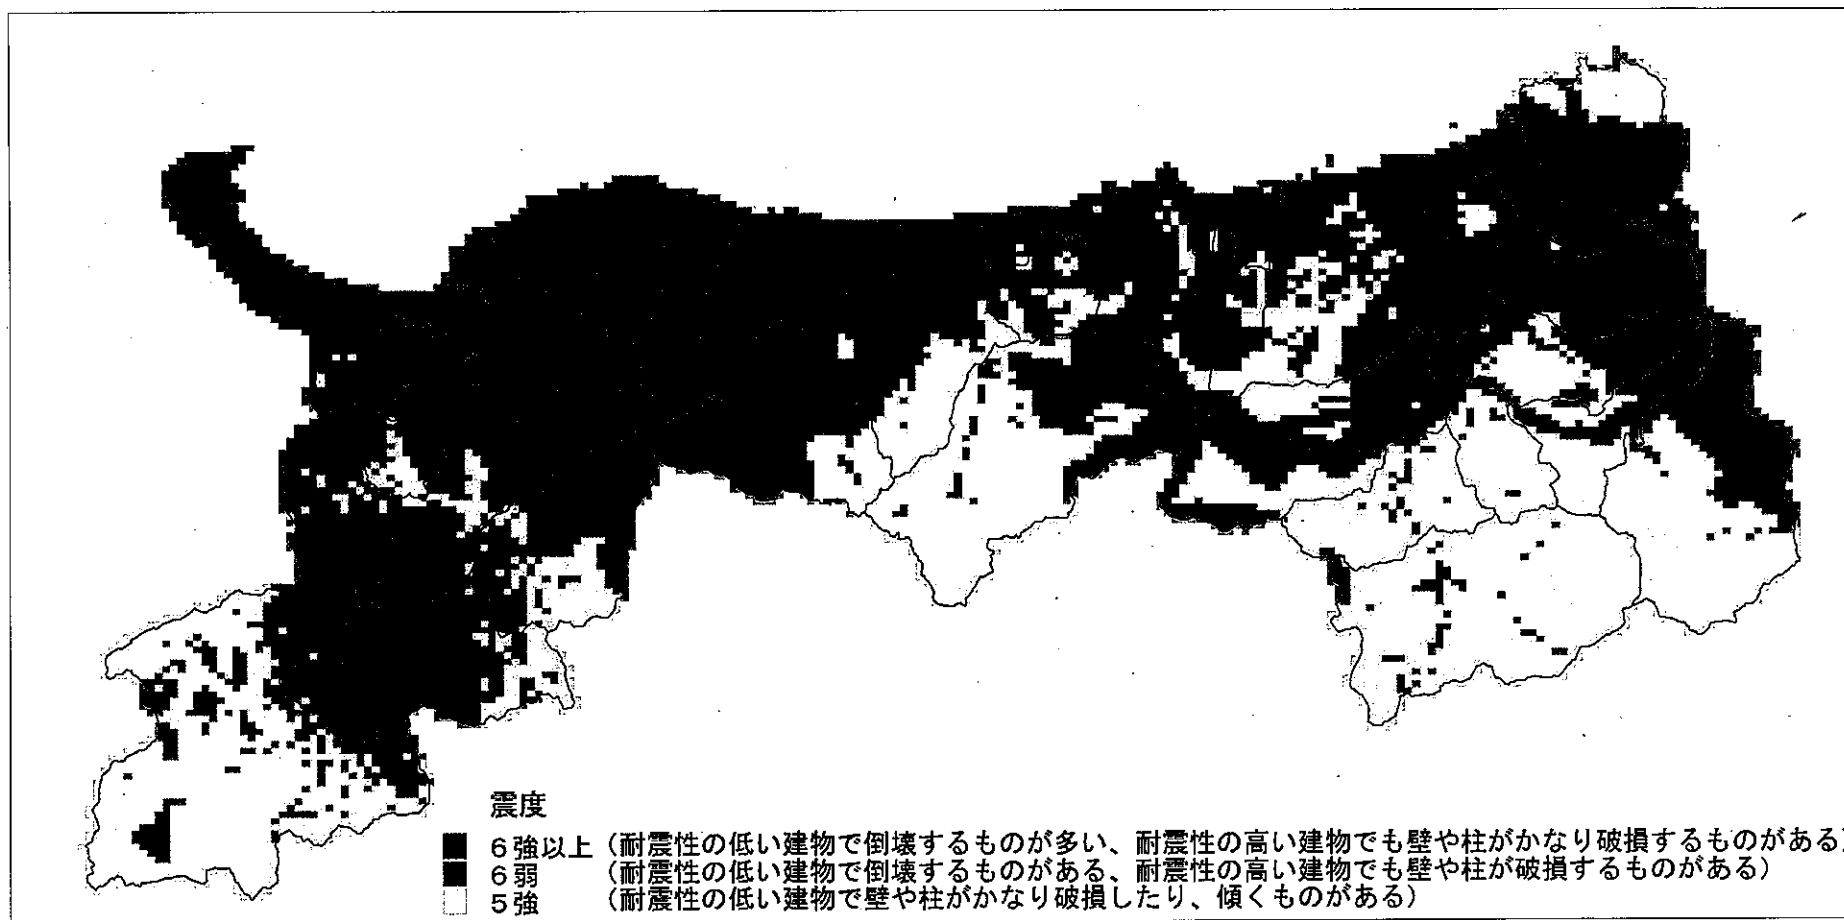 震度
6強以上（耐震性の低い建物で倒壊するものが多い、耐震性の高い建物でも壁や柱がかなり破損するものがある）
6弱　　（耐震性の低い建物で倒壊するものがある、耐震性の高い建物でも壁や柱が破損するものがある）
5強　　（耐震性の低い建物で壁や柱がかなり破損したり、傾くものがある）